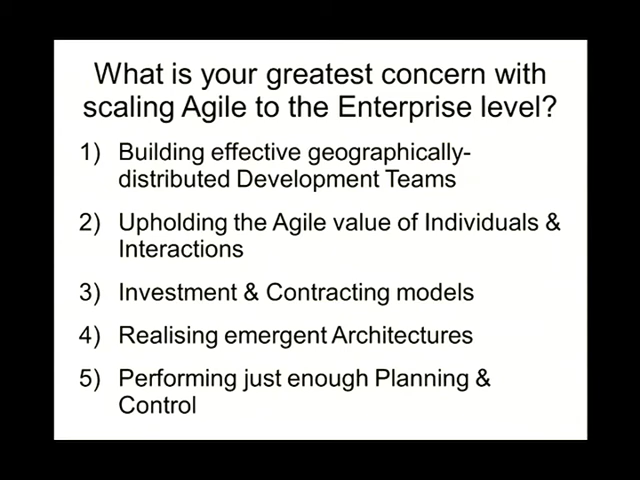 What is your greatest concern with
scaling Agile to the Enterprise level?
1) Building effective geographically-
distributed Development Teams
2) Upholding the Agile value of Individuals &
Interactions
3) Investment & Contracting models
4) Realising emergent Architectures
5) Performing just enough Planning &
Control